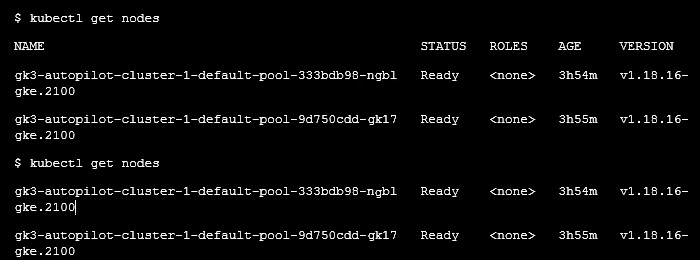 $ kubectl get nodes
NAME STATUS ROLES AGE VERSION
gk3-autopilot-cluster-1-default-pool-333bdb98-ngbl Ready <none> 3h54m v1.18.16-
gke.2100
gk3-autopilot-cluster-1-default-pool-9d750cdd-gk17 Ready <none> 3h55m v1.18.16-
gke.2100
$ kubectl get nodes
gk3-autopilot-cluster-1-default-pool-333bdb98-ngbl Ready <none> 3h54m v1.18.16-
gke.2100
gk3-autopilot-cluster-1-default-pool-9d750cdd-gk17 Ready <none> 3h55m v1.18.16-
gke.2100